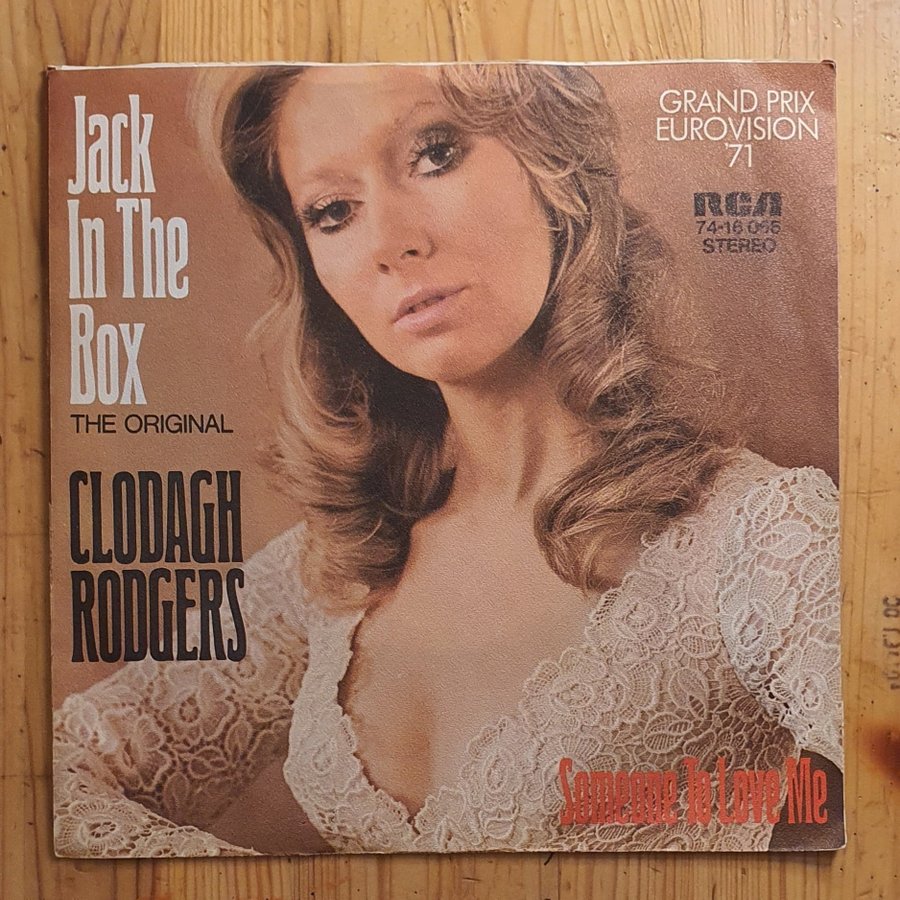 Jack
In The
Box
THE ORIGINAL
CLODAGH
RODGERS
GRAND PRIX
EUROVISION
'71
RCA
74-16 055
STEREO
Someone To Love Me